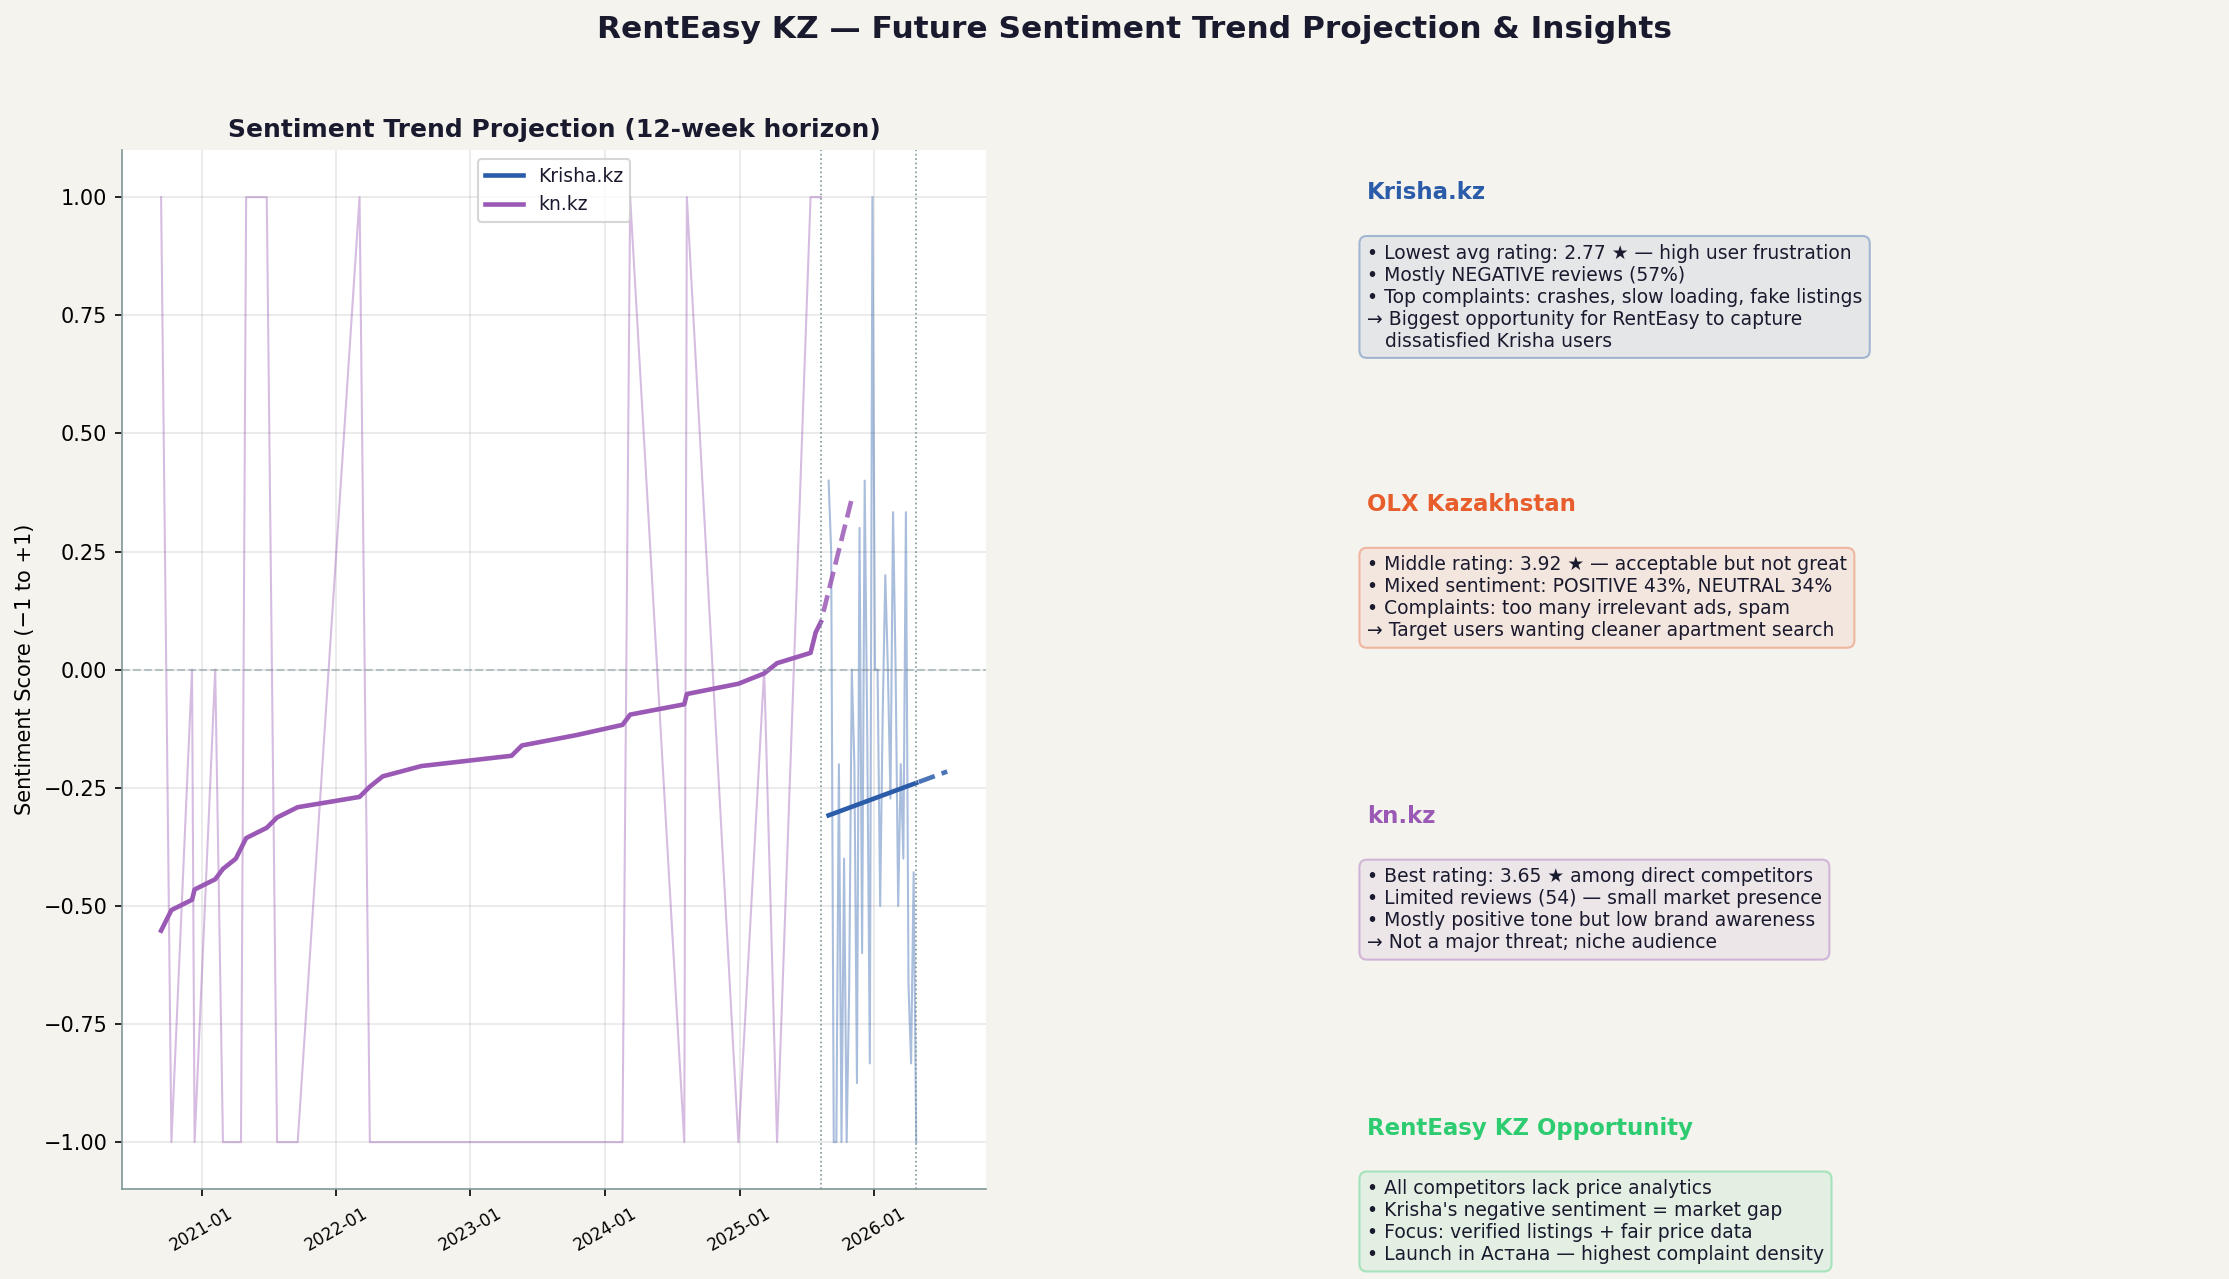 RentEasy KZ — Future Sentiment Trend Projection & Insights
Sentiment Trend Projection (12-week horizon)
Krisha.kz
kn.kz
Sentiment Score (−1 to +1)
1.00
0.75
0.50
0.25
0.00
−0.25
−0.50
−0.75
−1.00
2021-01
2022-01
2023-01
2024-01
2025-01
2026-01
Krisha.kz
• Lowest avg rating: 2.77 ★ — high user frustration
• Mostly NEGATIVE reviews (57%)
• Top complaints: crashes, slow loading, fake listings
→ Biggest opportunity for RentEasy to capture
dissatisfied Krisha users
OLX Kazakhstan
• Middle rating: 3.92 ★ — acceptable but not great
• Mixed sentiment: POSITIVE 43%, NEUTRAL 34%
• Complaints: too many irrelevant ads, spam
→ Target users wanting cleaner apartment search
kn.kz
• Best rating: 3.65 ★ among direct competitors
• Limited reviews (54) — small market presence
• Mostly positive tone but low brand awareness
→ Not a major threat; niche audience
RentEasy KZ Opportunity
• All competitors lack price analytics
• Krisha's negative sentiment = market gap
• Focus: verified listings + fair price data
• Launch in Астана — highest complaint density